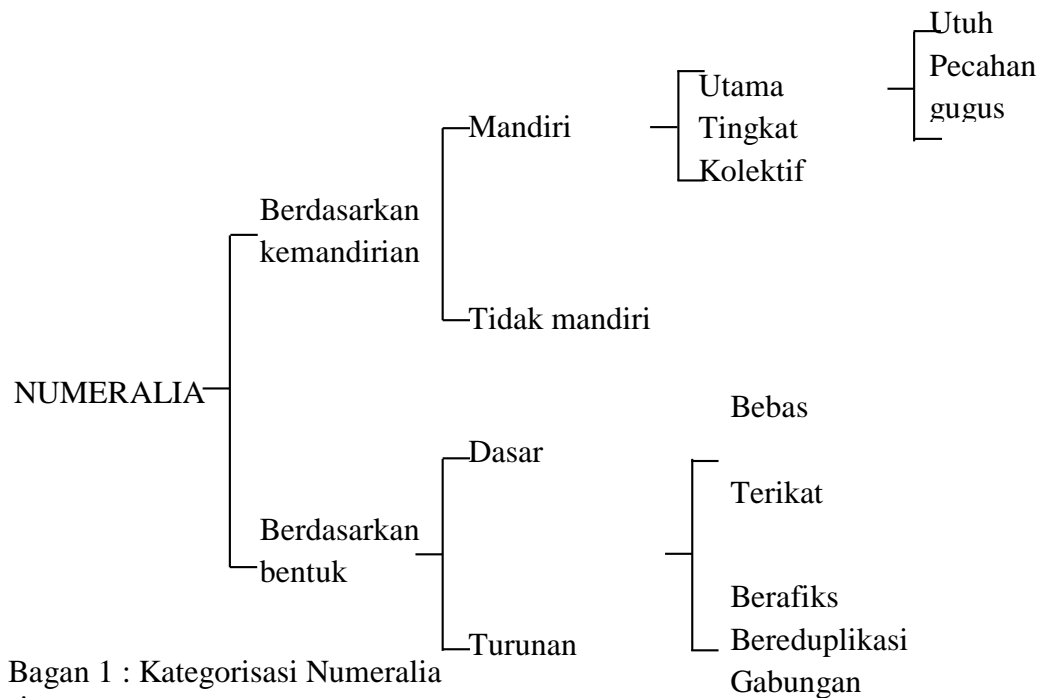 Utuh
Pecahan
gugus
Utama
Tingkat
Kolektif
Mandiri
Berdasarkan
kemandirian
Tidak mandiri
NUMERALIA
Bebas
Dasar
Terikat
Berdasarkan
bentuk
Berafiks
Turunan
Bereduplikasi
Gabungan
Bagan 1 : Kategorisasi Numeralia